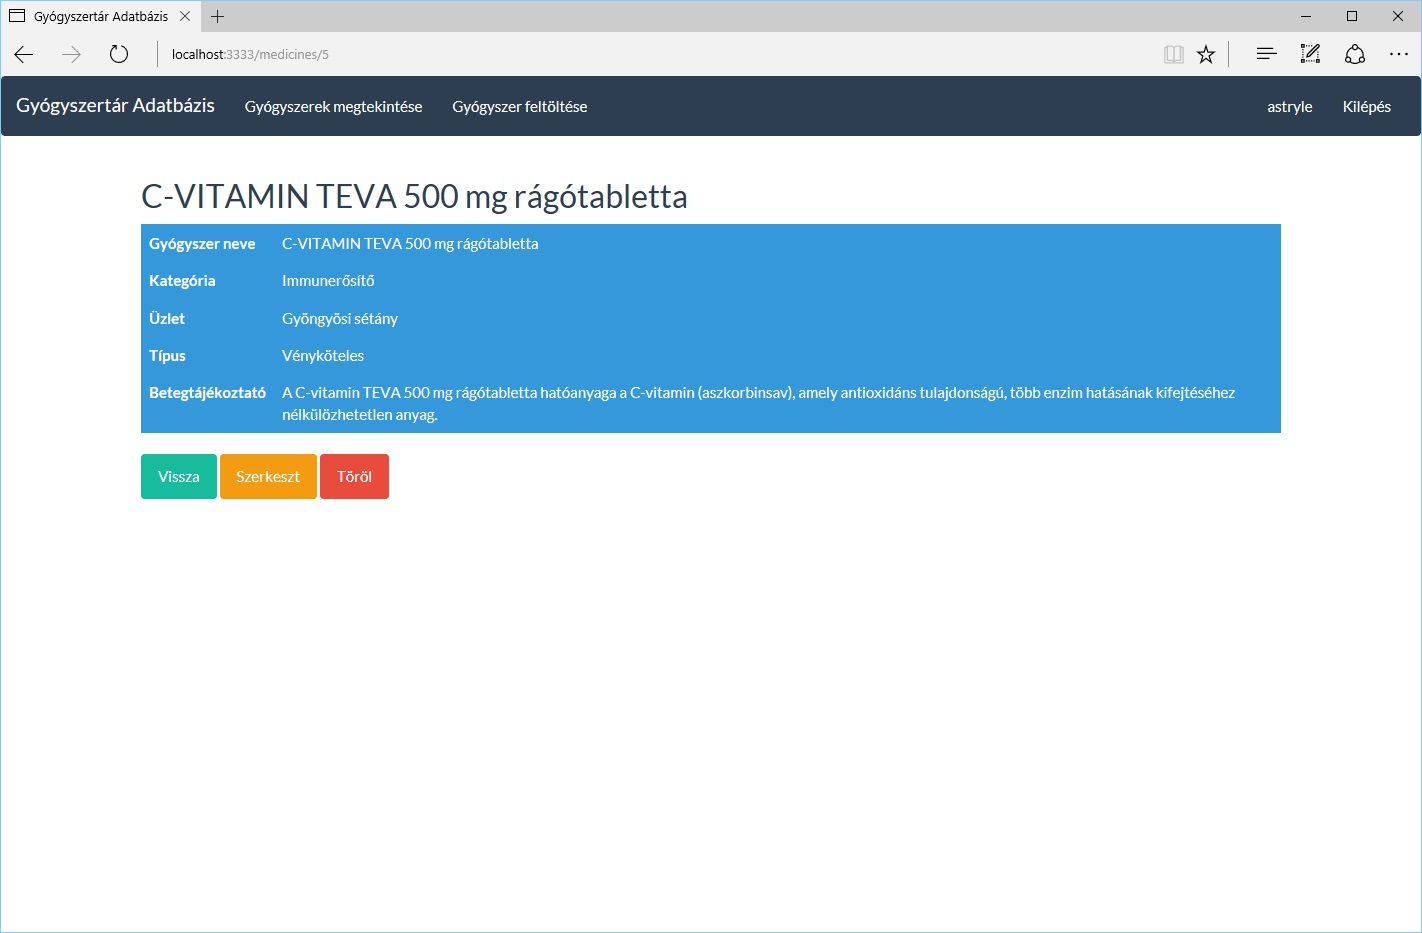 Gyógyszertár Adatbázis
localhost:3333/medicines/5
Gyógyszertár Adatbázis Gyógyszerek megtekintése Gyógyszer feltöltése astryle Kilépés
C-VITAMIN TEVA 500 mg rágótabletta
Gyógyszer neve C-VITAMIN TEVA 500 mg rágótabletta
Kategória Immunerősítő
Üzlet Gyöngyösi sétány
Típus Vényköteles
Betegtájékoztató A C-vitamin TEVA 500 mg rágótabletta hatóanyaga a C-vitamin (aszkorbinsav), amely antioxidáns tulajdonságú, több enzim hatásának kifejtéséhez
nélkülözhetetlen anyag.
Vissza Szerkeszt Töröl